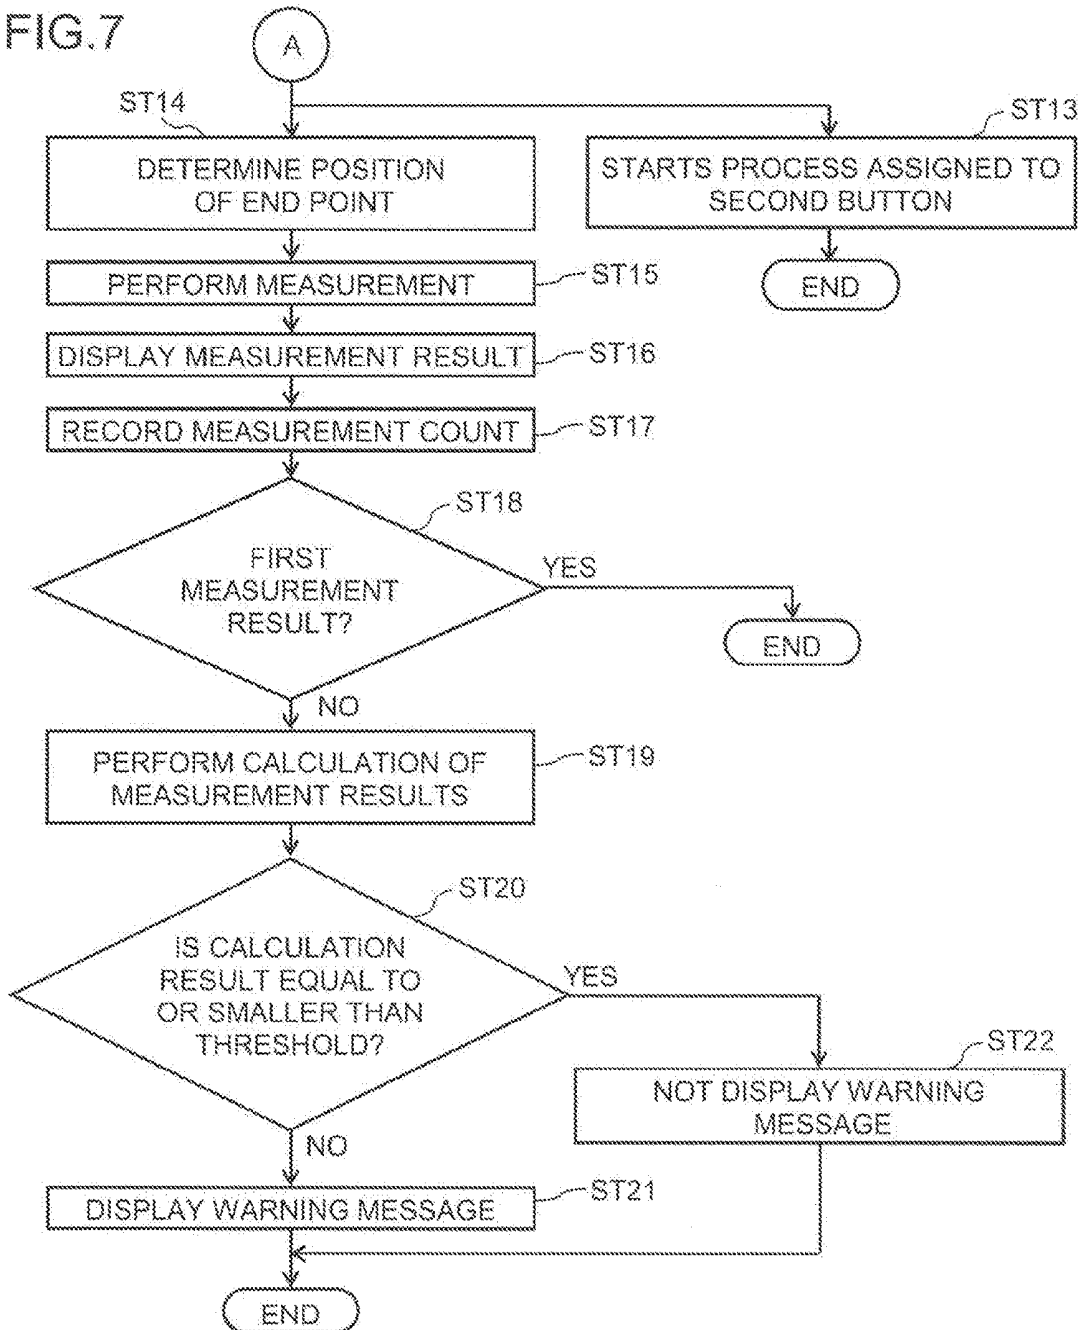 FIG.7
A
ST14
DETERMINE POSITION
OF END POINT
ST13
STARTS PROCESS ASSIGNED TO
SECOND BUTTON
END
PERFORM MEASUREMENT
ST15
DISPLAY MEASUREMENT RESULT
ST16
RECORD MEASUREMENT COUNT
ST17
ST18
FIRST
MEASUREMENT
RESULT?
YES
END
NO
PERFORM CALCULATION OF
MEASUREMENT RESULTS
ST19
ST20
IS CALCULATION
RESULT EQUAL TO
OR SMALLER THAN
THRESHOLD?
YES
ST22
NOT DISPLAY WARNING
MESSAGE
NO
DISPLAY WARNING MESSAGE
ST21
END